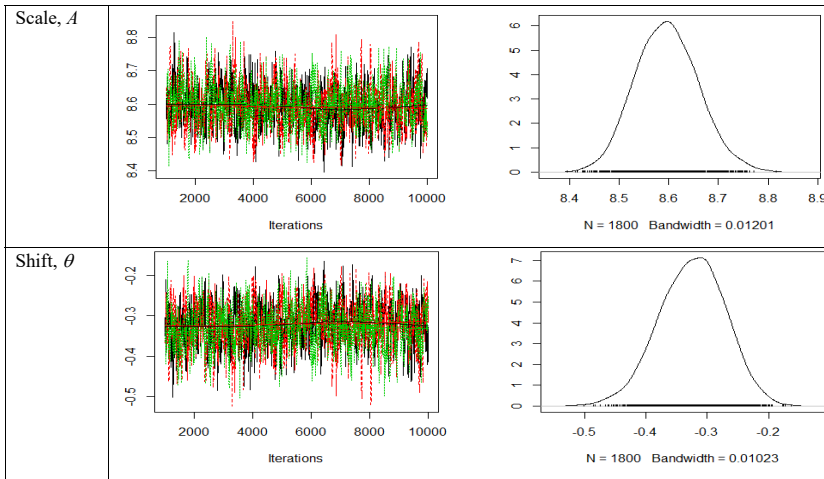 Scale, A
8.4 8.5 8.6 8.7 8.8
2000 4000 6000 8000 10000
Iterations
0 1 2 3 4 5 6
8.4 8.5 8.6 8.7 8.8 8.9
N = 1800 Bandwidth = 0.01201
Shift, θ
-0.5 -0.4 -0.3 -0.2
2000 4000 6000 8000 10000
Iterations
0 1 2 3 4 5 6 7
-0.5 -0.4 -0.3 -0.2
N = 1800 Bandwidth = 0.01023